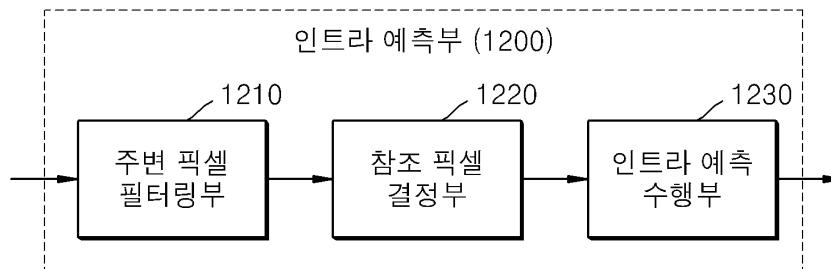 인트라 예측부 (1200)
1210
1220
1230
주변 픽셀
필터링부
참조 픽셀
결정부
인트라 예측
수행부